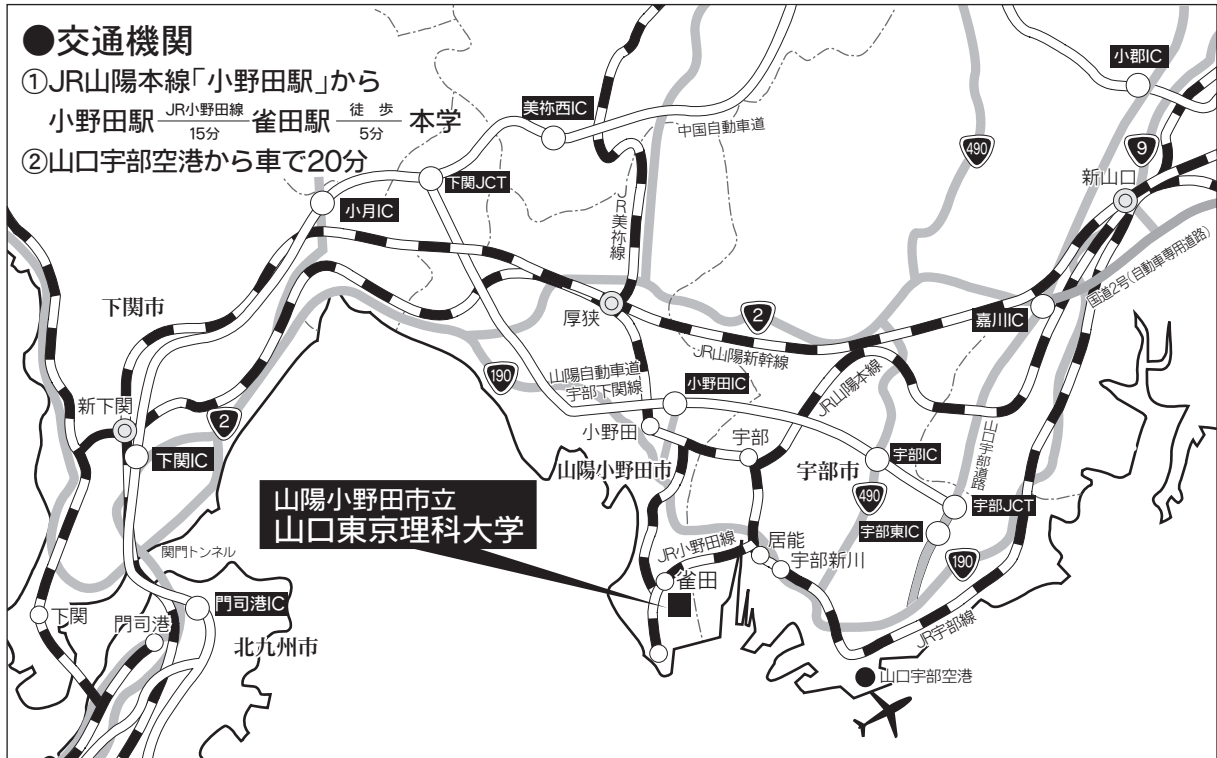 ●交通機関
①JR山陽本線「小野田駅」から
小野田駅 JR小野田線 15分 雀田駅 徒歩 5分 本学
②山口宇部空港から車で20分
小郡IC
美祢西IC
中国自動車道
490
9
下関JCT
新山口
小月IC
JR美祢線
国道2号(自動車専用道路)
下関市
厚狭
2
嘉川IC
JR山陽新幹線
190
山陽自動車道
宇部下関線
小野田IC
JR山陽本線
新下関
2
小野田
宇部
山口宇部道路
下関IC
山陽小野田市
宇部市
宇部IC
山陽小野田市立
山口東京理科大学
490
宇部JCT
宇部東IC
関門トンネル
JR小野田線
居能
宇部新川
190
雀田
下関
門司港IC
門司港
JR宇部線
北九州市
山口宇部空港